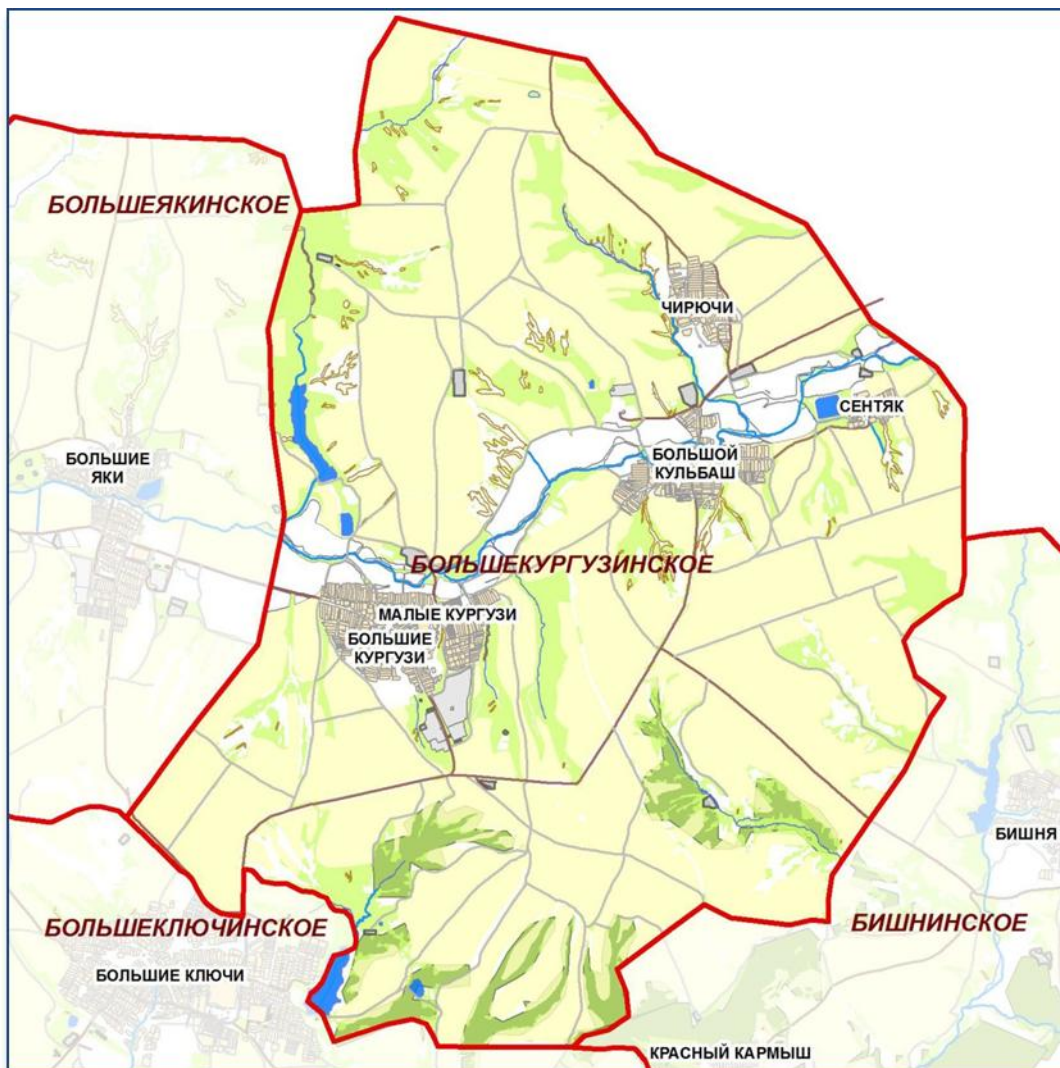 БОЛЬШЕЯКИНСКОЕ
ЧИРЮЧИ
СЕНТЯК
БОЛЬШИЕ
ЯКИ
БОЛЬШОЙ
КУЛЬБАШ
БОЛЬШЕКУРГУЗИНСКОЕ
МАЛЫЕ КУРГУЗИ
БОЛЬШИЕ
КУРГУЗИ
БИШНЯ
БОЛЬШЕКЛЮЧИНСКОЕ
БИШНИНСКОЕ
БОЛЬШИЕ КЛЮЧИ
КРАСНЫЙ КАРМЫШ